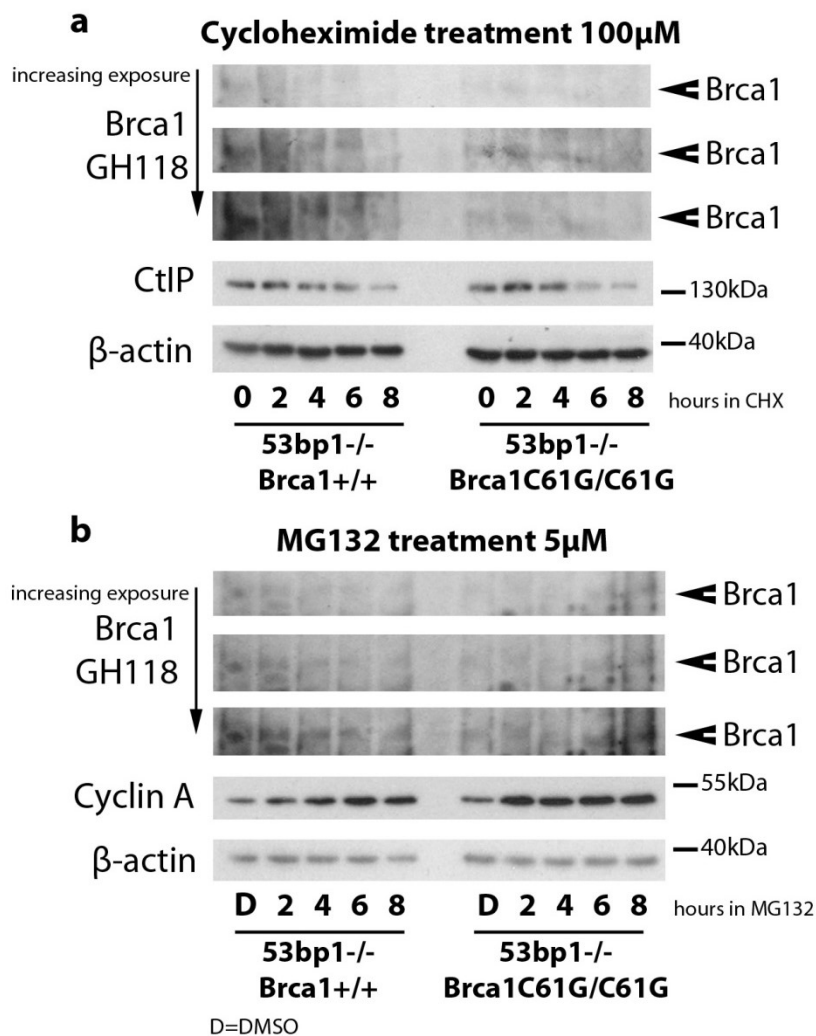 a
Cycloheximide treatment 100μM
increasing exposure
Brca1
GH118
Brca1
Brca1
Brca1
CtIP
130kDa
β-actin
40kDa
0 2 4 6 8 0 2 4 6 8 hours in CHX
53bp1-/- 53bp1-/-
Brca1+/+ Brca1C61G/C61G
b
MG132 treatment 5μM
increasing exposure
Brca1
GH118
Brca1
Brca1
Brca1
Cyclin A
55kDa
β-actin
40kDa
D 2 4 6 8 D 2 4 6 8 hours in MG132
53bp1-/- 53bp1-/-
Brca1+/+ Brca1C61G/C61G
D=DMSO